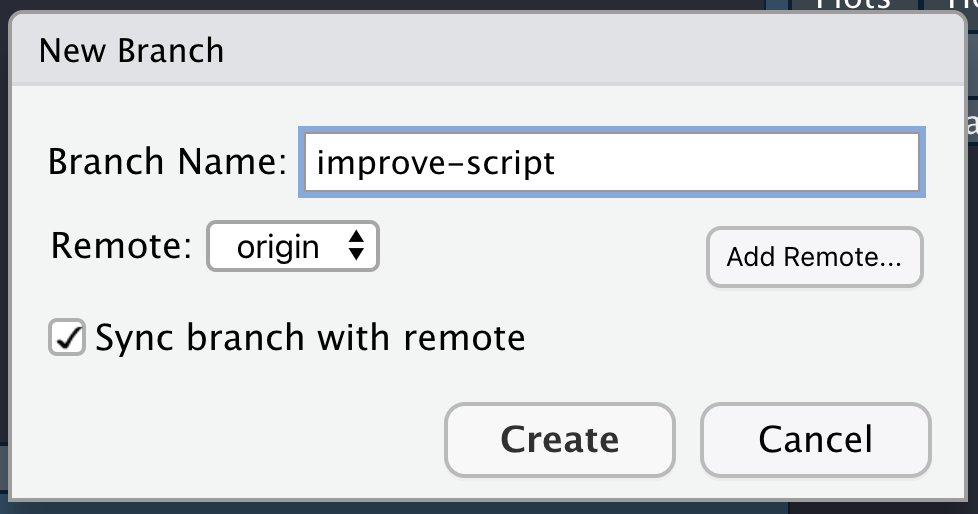 New Branch
Branch Name: improve-script
Remote: origin Add Remote...
Sync branch with remote
Create Cancel